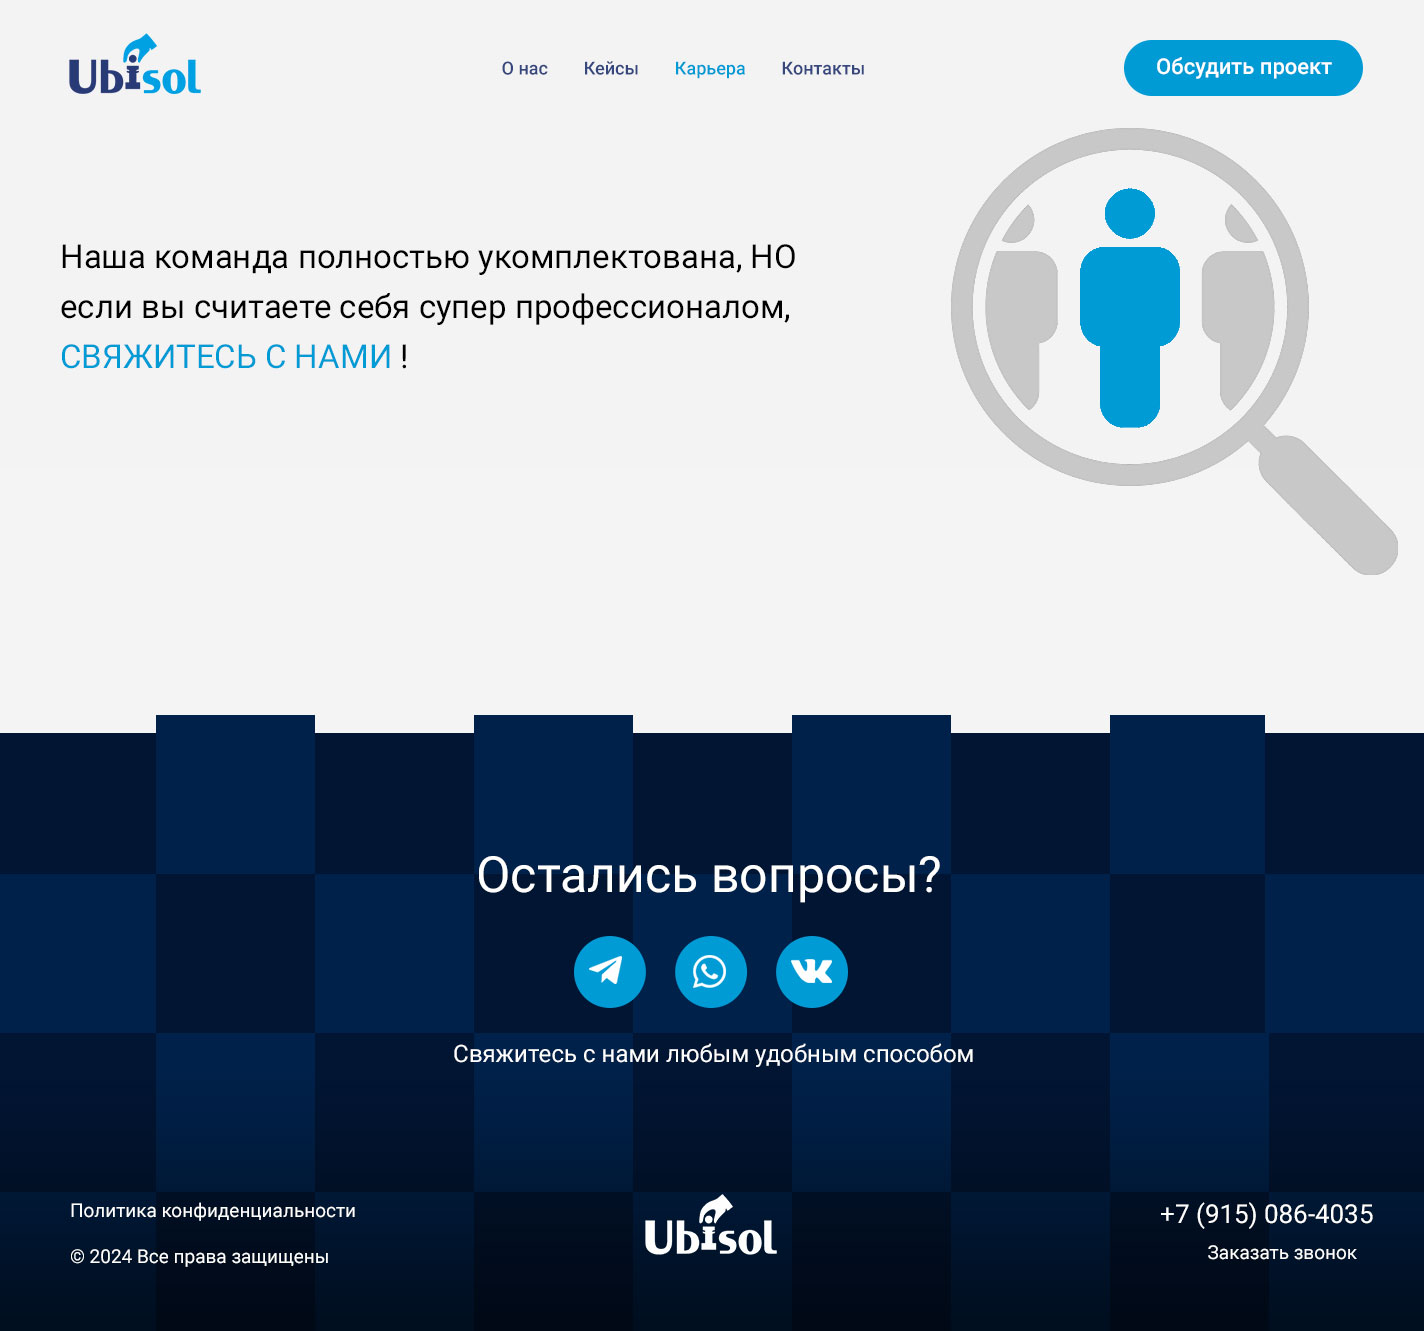 Ubisol
О нас Кейсы Карьера Контакты
Обсудить проект
Наша команда полностью укомплектована, НО
если вы считаете себя супер профессионалом,
СВЯЖИТЕСЬ С НАМИ !
Остались вопросы?
Свяжитесь с нами любым удобным способом
Политика конфиденциальности
© 2024 Все права защищены
Ubisol
+7 (915) 086-4035
Заказать звонок